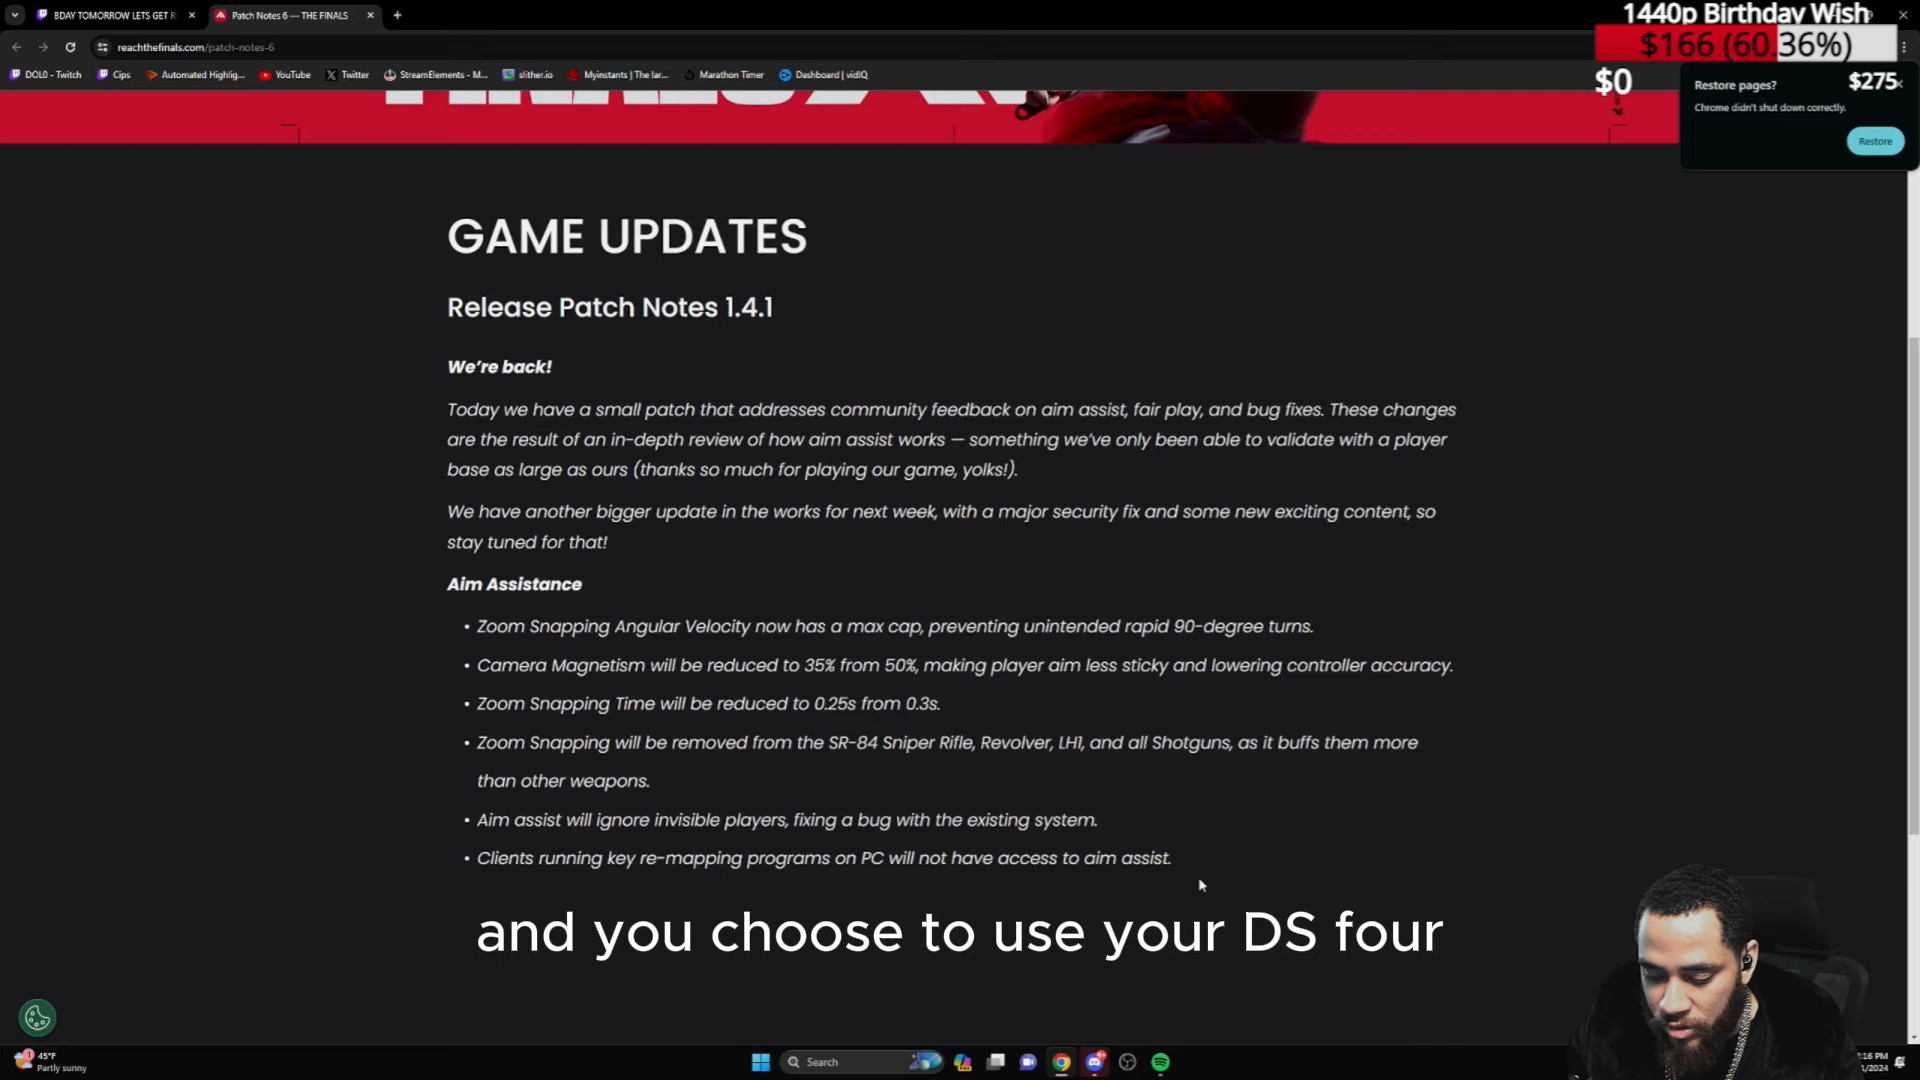 BDAY TOMORROW LETS GET R
Patch Notes 6 — THE FINALS
1440p Birthday Wish
reachthefinals.com/patch-notes-6
$166 (60.36%)
DOL0 - Twitch
Cips
Automated Highlig...
YouTube
Twitter
StreamElements - M...
slither.io
Myinstants | The lar...
Marathon Timer
Dashboard | vidIQ
$0
$275
Restore pages?
Chrome didn't shut down correctly.
Restore
GAME UPDATES
Release Patch Notes 1.4.1
We're back!
Today we have a small patch that addresses community feedback on aim assist, fair play, and bug fixes. These changes
are the result of an in-depth review of how aim assist works — something we've only been able to validate with a player
base as large as ours (thanks so much for playing our game, yolks!).
We have another bigger update in the works for next week, with a major security fix and some new exciting content, so
stay tuned for that!
Aim Assistance
• Zoom Snapping Angular Velocity now has a max cap, preventing unintended rapid 90-degree turns.
• Camera Magnetism will be reduced to 35% from 50%, making player aim less sticky and lowering controller accuracy.
• Zoom Snapping Time will be reduced to 0.25s from 0.3s.
• Zoom Snapping will be removed from the SR-84 Sniper Rifle, Revolver, LH1, and all Shotguns, as it buffs them more
than other weapons.
• Aim assist will ignore invisible players, fixing a bug with the existing system.
• Clients running key re-mapping programs on PC will not have access to aim assist.
and you choose to use your DS four
45°F
Partly sunny
Search
:16 PM
/2024